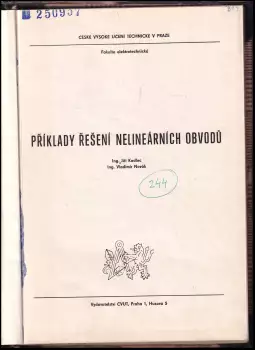 250957
ČESKÉ VYSOKÉ UČENÍ TECHNICKÉ V PRAZE
Fakulta elektrotechnická
PŘÍKLADY ŘEŠENÍ NELINEÁRNÍCH OBVODŮ
Ing. Jiří
Ing. Vladimír Novák
244
Vydavatelství ČVUT, Praha 1, Husova 5